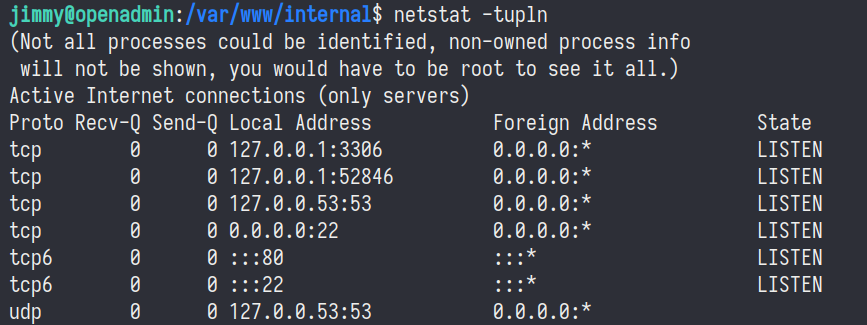 jimmy@openadmin:/var/www/internal$ netstat -tupln
(Not all processes could be identified, non-owned process info
 will not be shown, you would have to be root to see it all.)
Active Internet connections (only servers)
Proto Recv-Q Send-Q Local Address           Foreign Address         State
tcp        0      0 127.0.0.1:3306          0.0.0.0:*               LISTEN
tcp        0      0 127.0.0.1:52846         0.0.0.0:*               LISTEN
tcp        0      0 127.0.0.53:53           0.0.0.0:*               LISTEN
tcp        0      0 0.0.0.0:22              0.0.0.0:*               LISTEN
tcp6       0      0 :::80                   :::*                    LISTEN
tcp6       0      0 :::22                   :::*                    LISTEN
udp        0      0 127.0.0.53:53           0.0.0.0:*